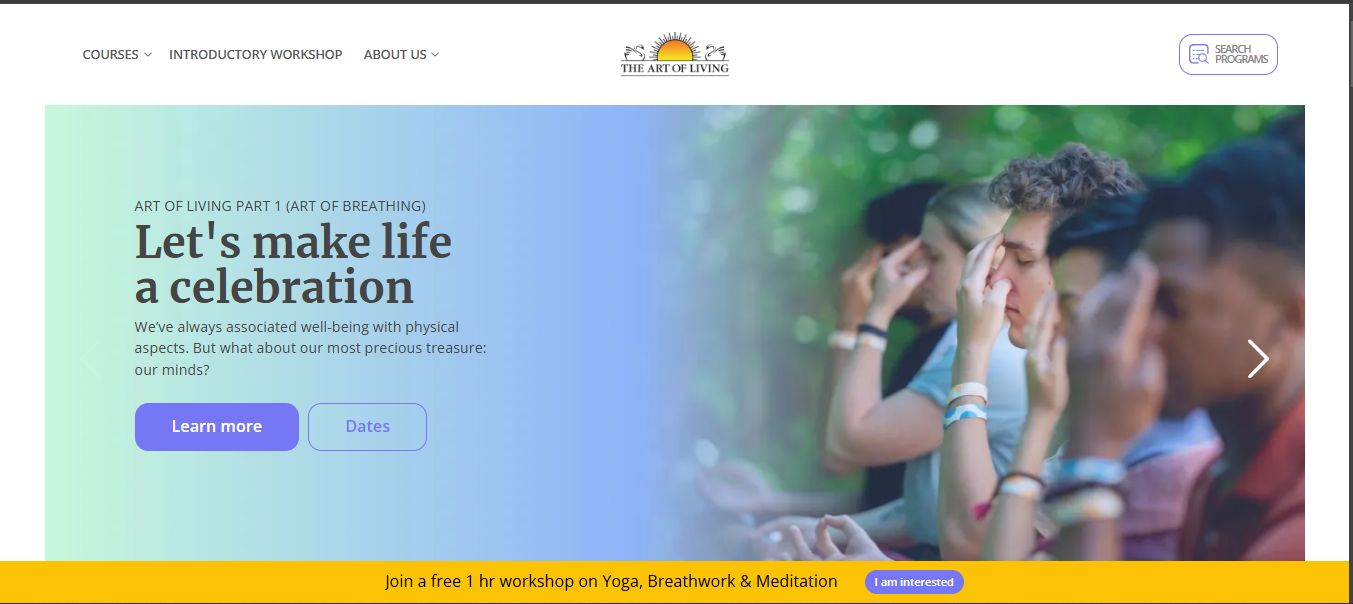 COURSES
INTRODUCTORY WORKSHOP
ABOUT US
THE ART OF LIVING
SEARCH
PROGRAMS
ART OF LIVING PART 1 (ART OF BREATHING)
Let's make life
a celebration
We’ve always associated well-being with physical
aspects. But what about our most precious treasure:
our minds?
Learn more
Dates
Join a free 1 hr workshop on Yoga, Breathwork & Meditation
I am interested